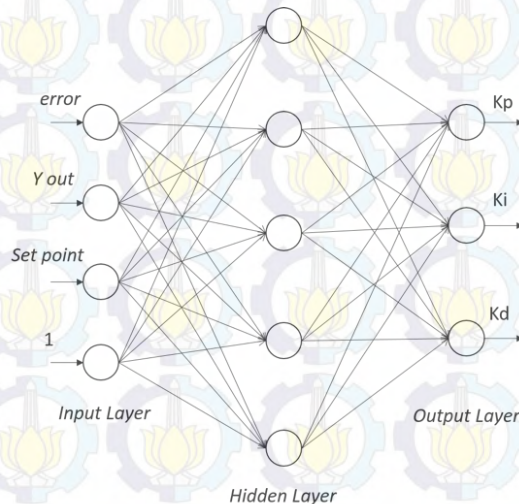 error
Y out
Set point
1
Input Layer
Hidden Layer
Kp
Ki
Kd
Output Layer